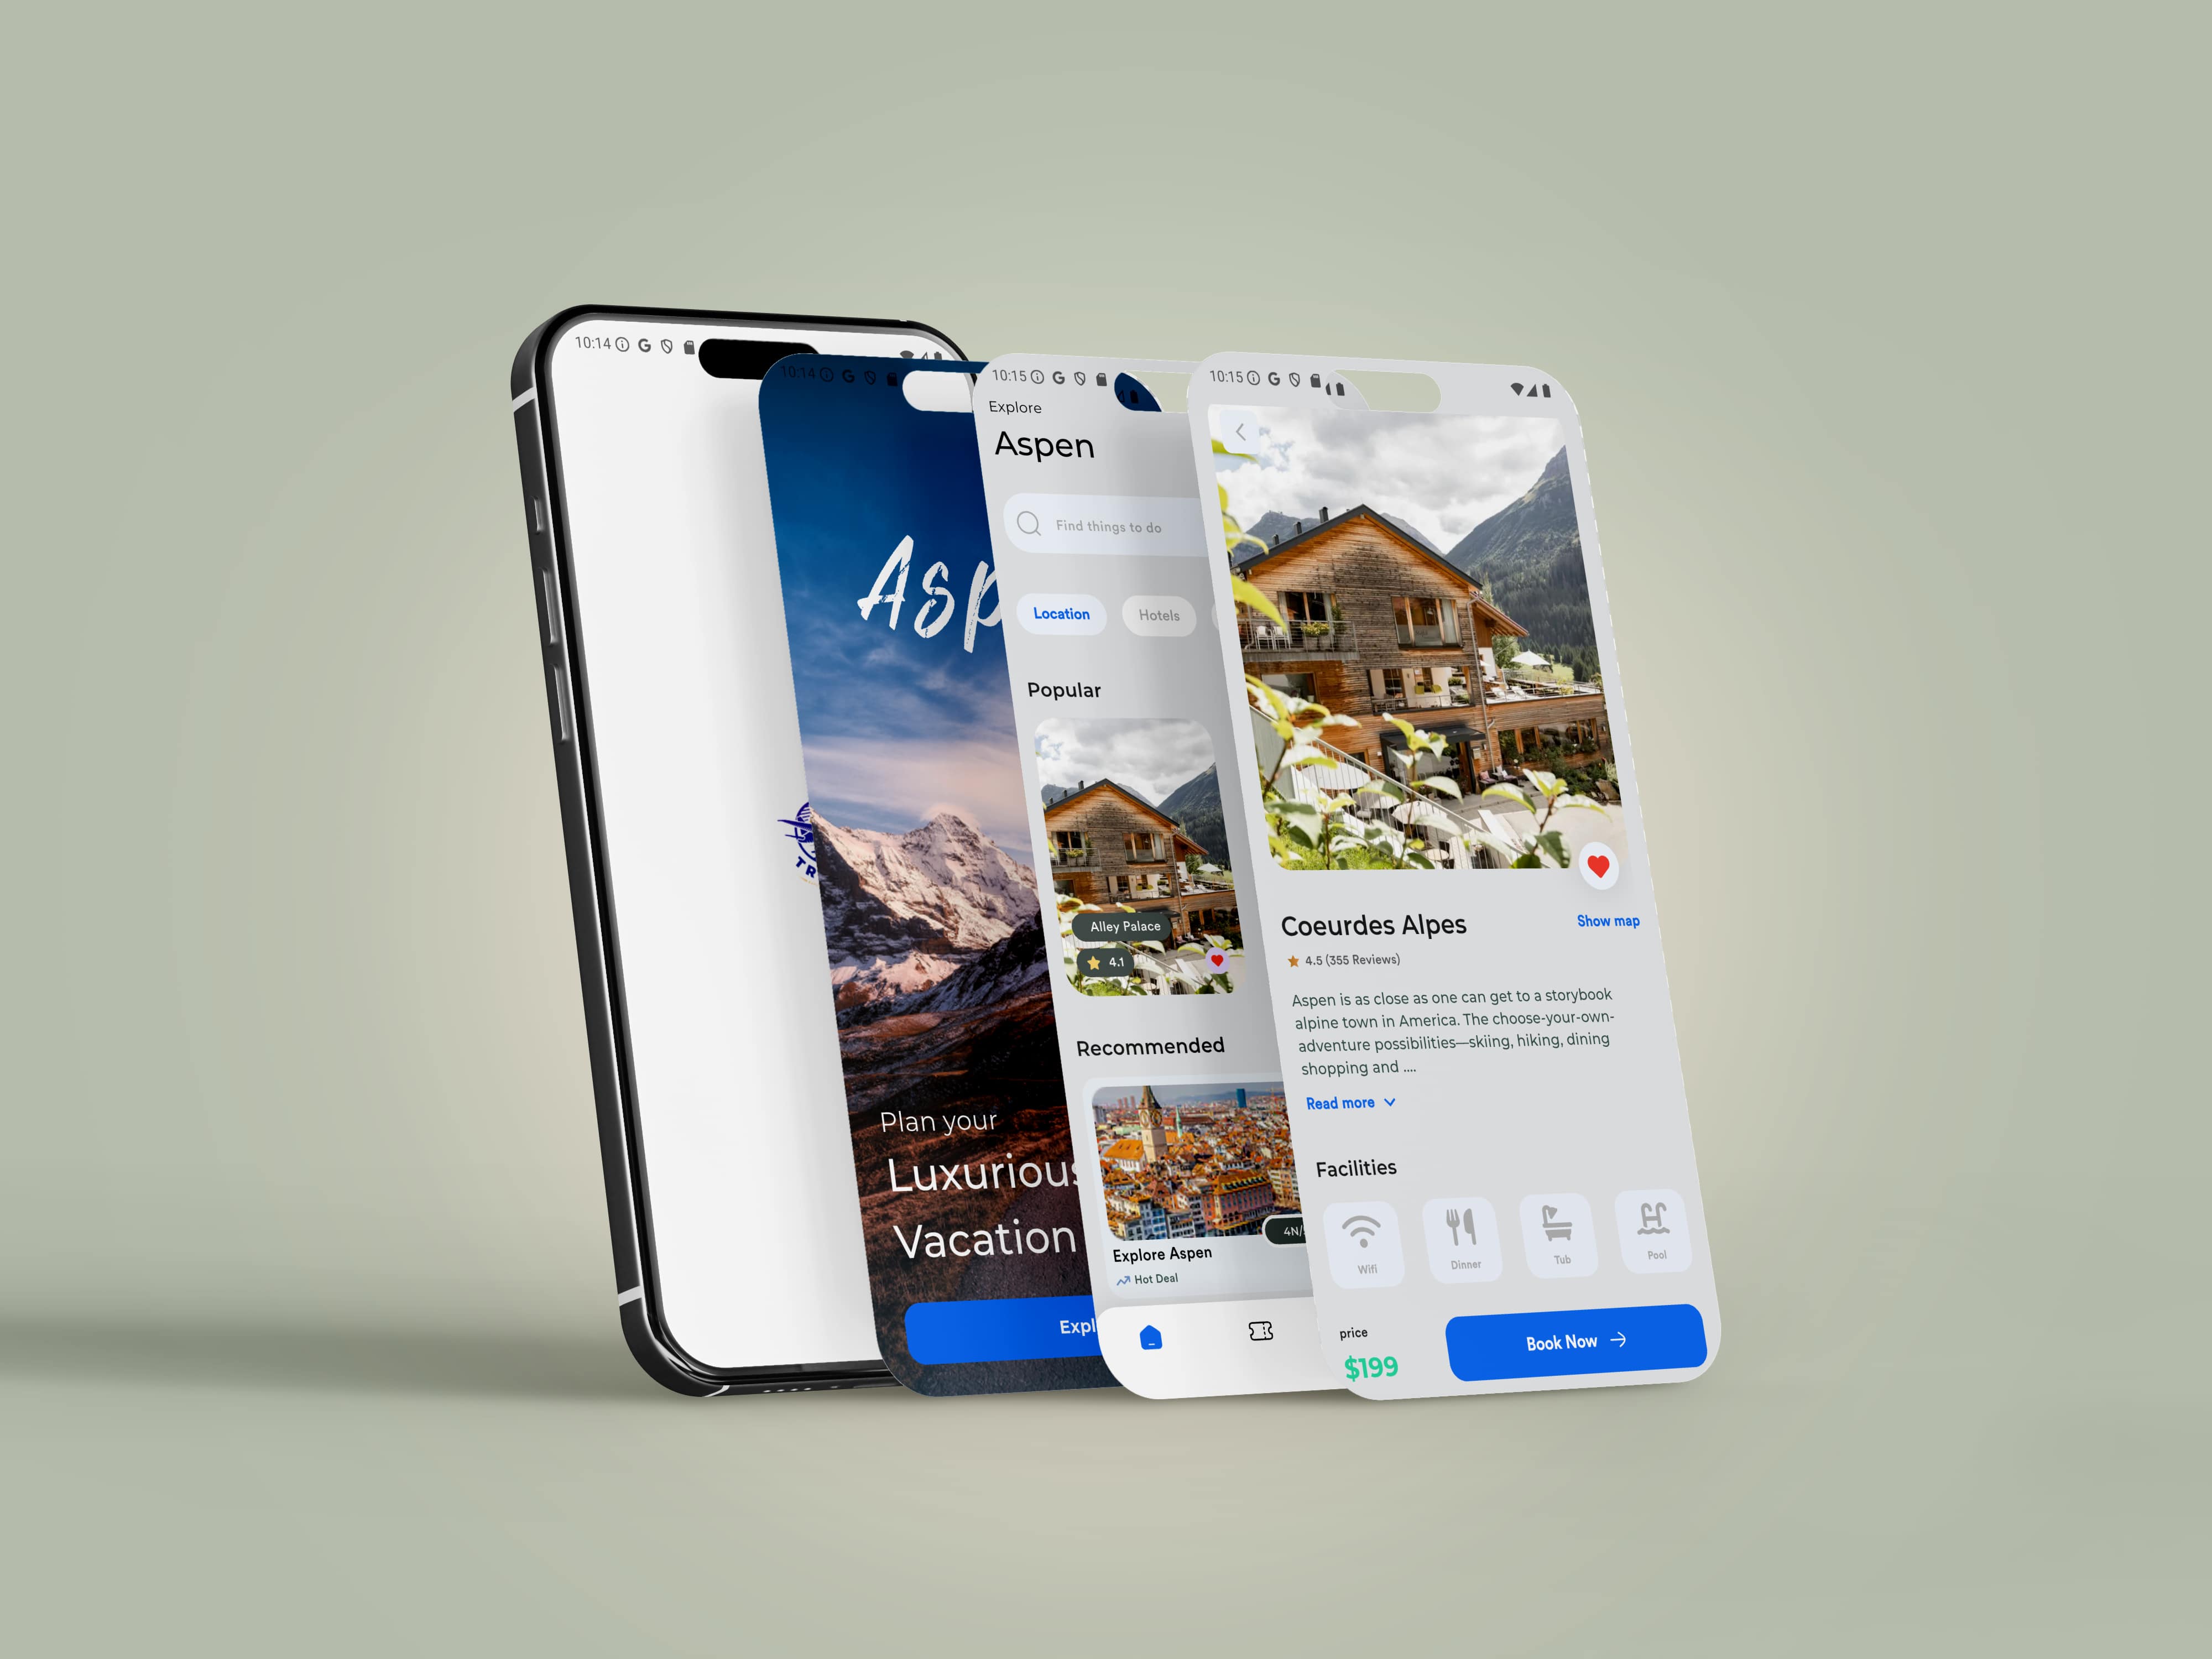 10:14
TR
10:14
Asp
Plan your
Luxurious
Vacation
Expl
10:15
Explore
Aspen
Find things to do
Location
Hotels
Popular
Alley Palace
4.1
Recommended
4N/
Explore Aspen
Hot Deal
10:15
Coeurdes Alpes
Show map
4.5 (355 Reviews)
Aspen is as close as one can get to a storybook
alpine town in America. The choose-your-own-
adventure possibilities—skiing, hiking, dining
shopping and ....
Read more
Facilities
Wifi
Dinner
Tub
Pool
price
$199
Book Now